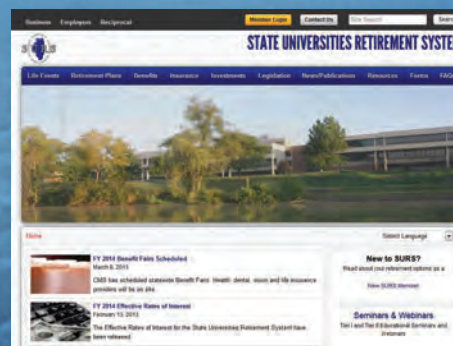 Business Employers Reciprocal Member Login Contact Us Site Search Search
SURS
STATE UNIVERSITIES RETIREMENT SYSTE
Life Events Retirement Plans Benefits Insurance Investments Legislation News/Publications Resources Forms FAQ
Home Select Language
FY 2014 Benefit Fairs Scheduled
March 8, 2013
CMS has scheduled statewide Benefit Fairs. Health, dental, vision and life insurance
providers will be on site.
FY 2014 Effective Rates of Interest
February 13, 2013
The Effective Rates of Interest for the State Universities Retirement System have
been released.
New to SURS?
Read about your retirement options as a
New SURS Member
Seminars & Webinars
Tier I and Tier II Educational Seminars and
Webinars